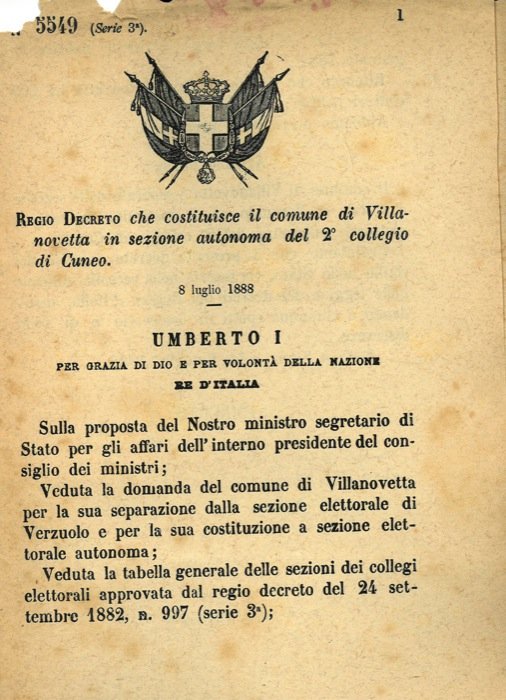 1
N. 5549 (Serie 3ª).
REGIO DECRETO che costituisce il comune di Villa-
novetta in sezione autonoma del 2º collegio
di Cuneo.
8 luglio 1888
UMBERTO I
PER GRAZIA DI DIO E PER VOLONTÀ DELLA NAZIONE
RE D'ITALIA
Sulla proposta del Nostro ministro segretario di
Stato per gli affari dell'interno presidente del con-
siglio dei ministri;
Veduta la domanda del comune di Villanovetta
per la sua separazione dalla sezione elettorale di
Verzuolo e per la sua costituzione a sezione elet-
torale autonoma;
Veduta la tabella generale delle sezioni dei collegi
elettorali approvata dal regio decreto del 24 set-
tembre 1882, N. 997 (serie 3ª);